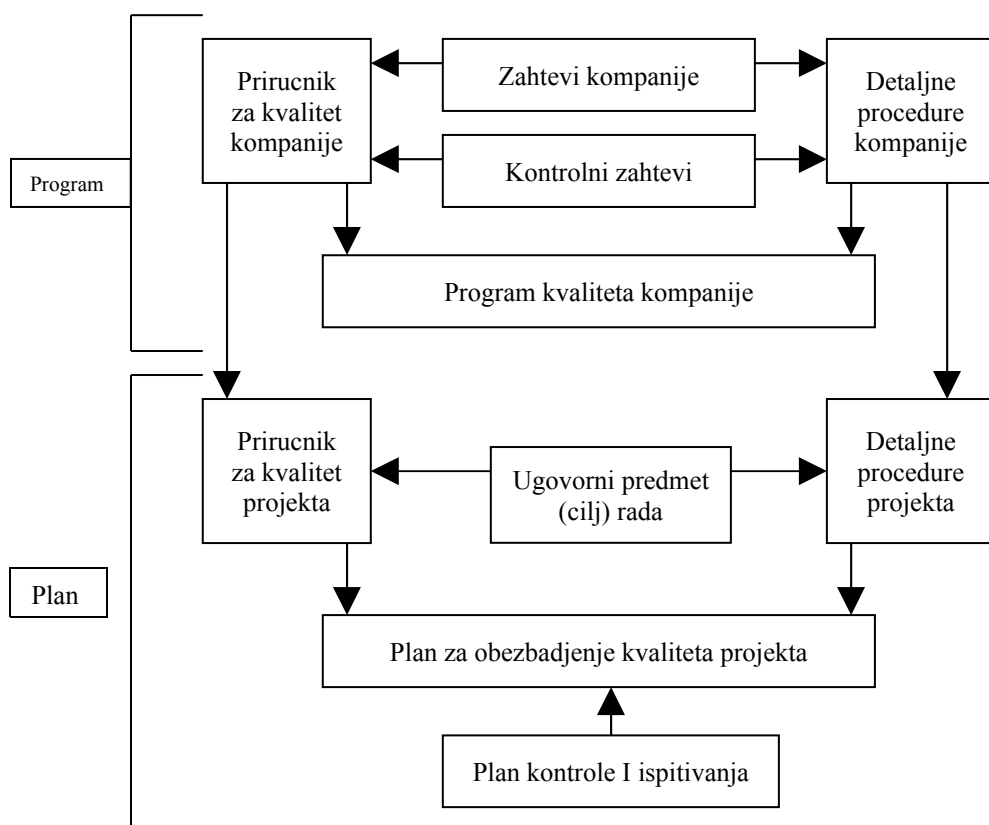 Prirucnik
za kvalitet
kompanije
Zahtevi kompanije
Detaljne
procedure
kompanije
Kontrolni zahtevi
Program
Program kvaliteta kompanije
Prirucnik
za kvalitet
projekta
Ugovorni predmet
(cilj) rada
Detaljne
procedure
projekta
Plan
Plan za obezbadjenje kvaliteta projekta
Plan kontrole I ispitivanja